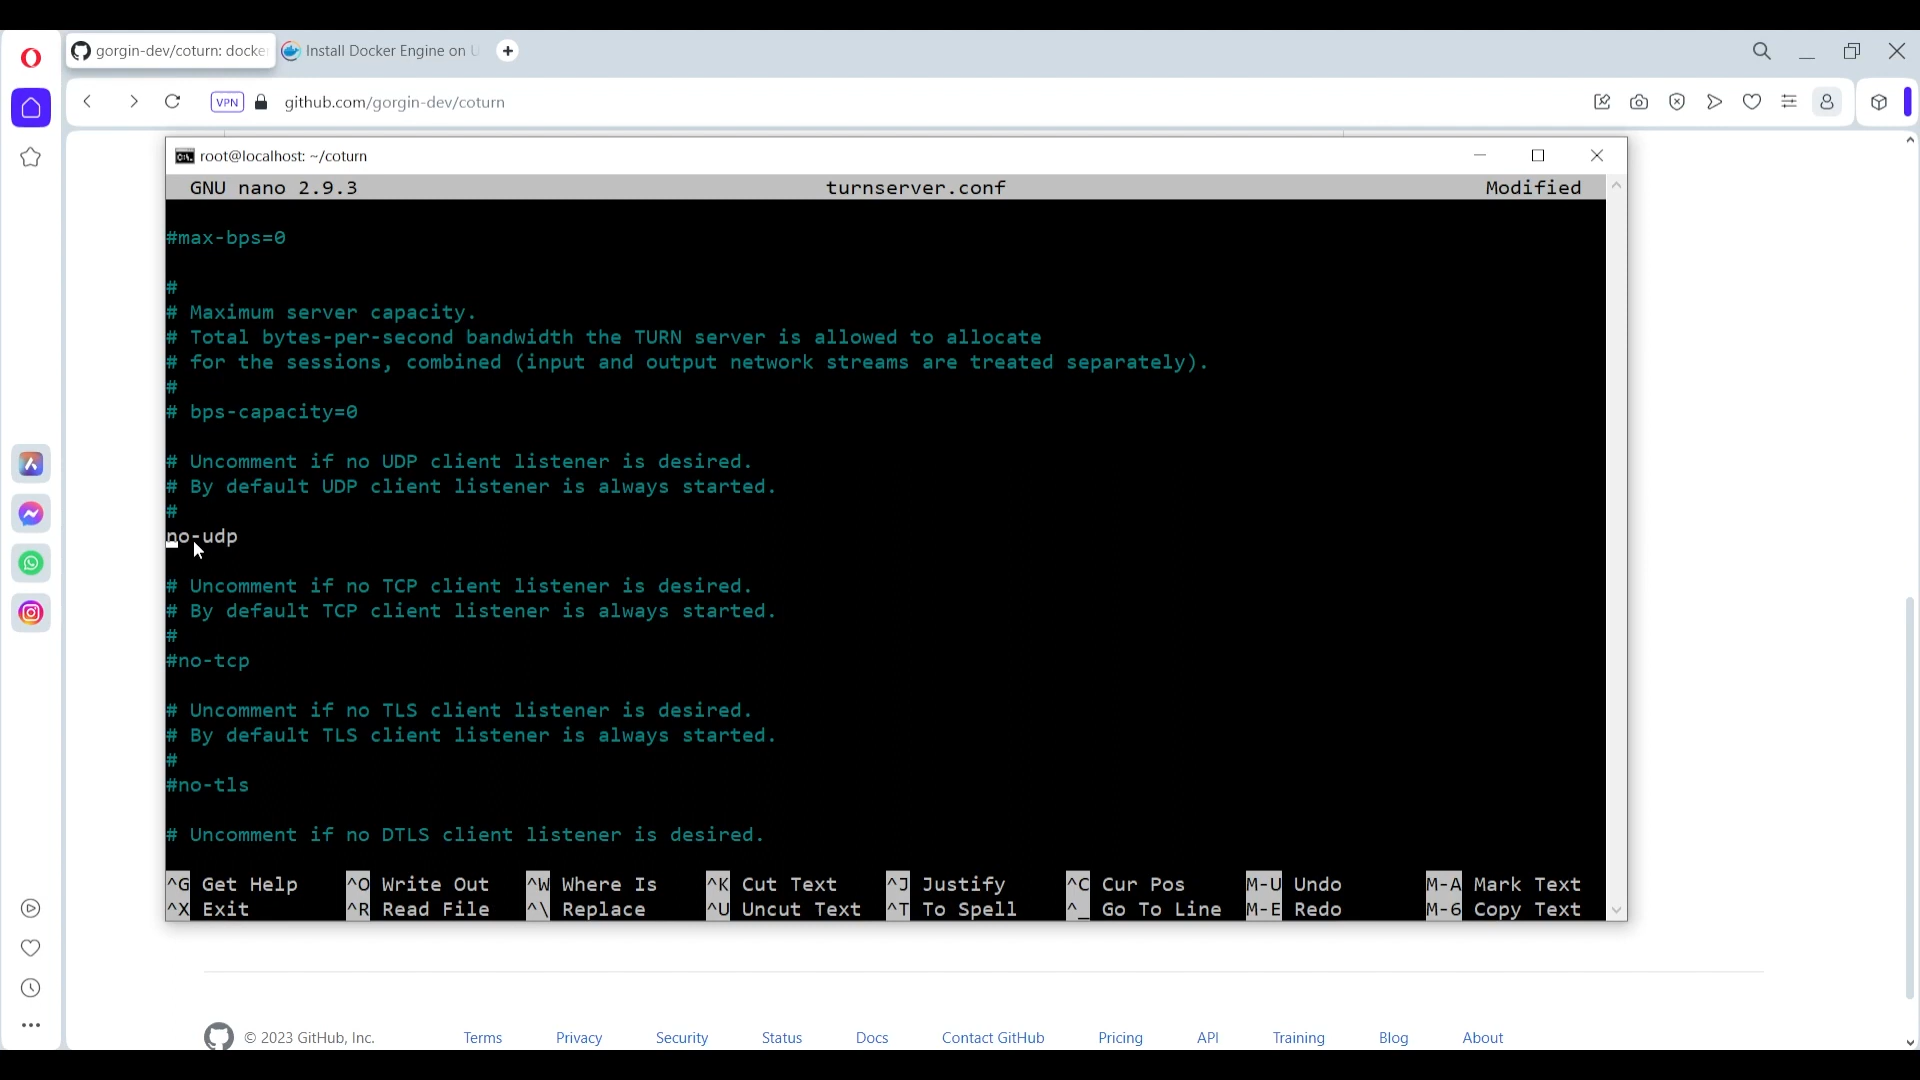 gorgin-dev/coturn: docke
Install Docker Engine on U
VPN
github.com/gorgin-dev/coturn
root@localhost: ~/coturn
GNU nano 2.9.3 turnserver.conf Modified
#max-bps=0
#
# Maximum server capacity.
# Total bytes-per-second bandwidth the TURN server is allowed to allocate
# for the sessions, combined (input and output network streams are treated separately).
#
# bps-capacity=0
# Uncomment if no UDP client listener is desired.
# By default UDP client listener is always started.
#
no-udp
# Uncomment if no TCP client listener is desired.
# By default TCP client listener is always started.
#
#no-tcp
# Uncomment if no TLS client listener is desired.
# By default TLS client listener is always started.
#
#no-tls
# Uncomment if no DTLS client listener is desired.
^G Get Help ^O Write Out ^W Where Is ^K Cut Text ^J Justify ^C Cur Pos M-U Undo M-A Mark Text
^X Exit ^R Read File ^\ Replace ^U Uncut Text ^T To Spell ^_ Go To Line M-E Redo M-6 Copy Text
© 2023 GitHub, Inc. Terms Privacy Security Status Docs Contact GitHub Pricing API Training Blog About